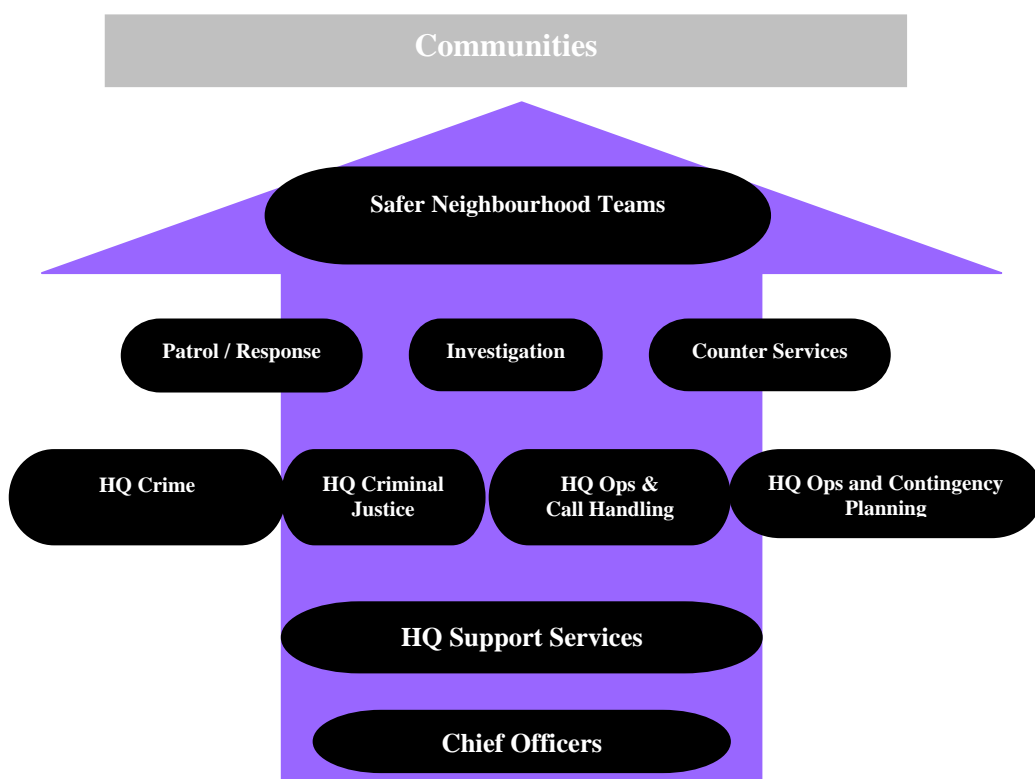 Communities
Safer Neighbourhood Teams
Patrol / Response
Investigation
Counter Services
HQ Crime
HQ Criminal
Justice
HQ Ops &
Call Handling
HQ Ops and Contingency
Planning
HQ Support Services
Chief Officers